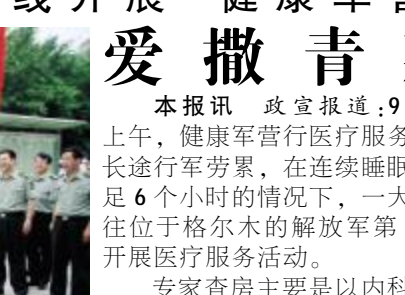 线开展“健康军营
爱撒青
本报讯 政宣报道:9
上午，健康军营行医疗服务
长途行军劳累，在连续睡眠
足6个小时的情况下，一大
往位于格尔木的解放军第
开展医疗服务活动。
专家查房主要是以内科